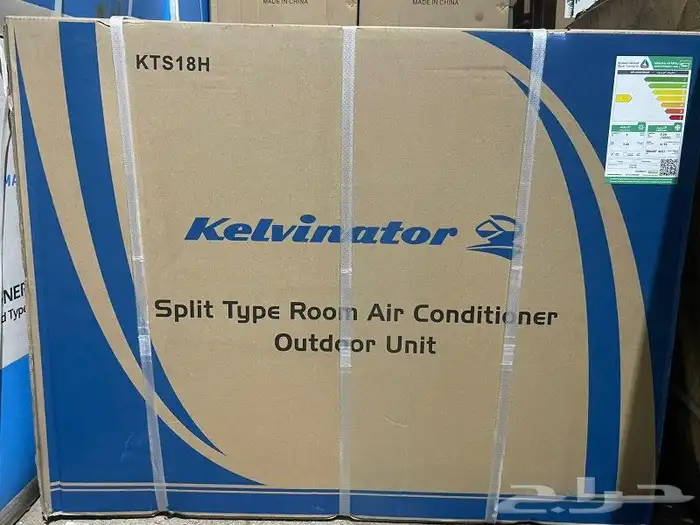 MADE IN CHINA
MADE IN CHINA
KTS18H
Kelvinator
Split Type Room Air Conditioner
Outdoor Unit
حراج